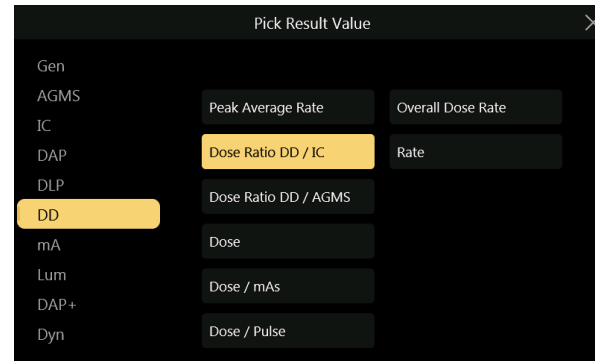 Pick Result Value
Gen
AGMS
IC
DAP
DLP
DD
mA
Lum
DAP+
Dyn
Peak Average Rate
Overall Dose Rate
Dose Ratio DD / IC
Rate
Dose Ratio DD / AGMS
Dose
Dose / mAs
Dose / Pulse